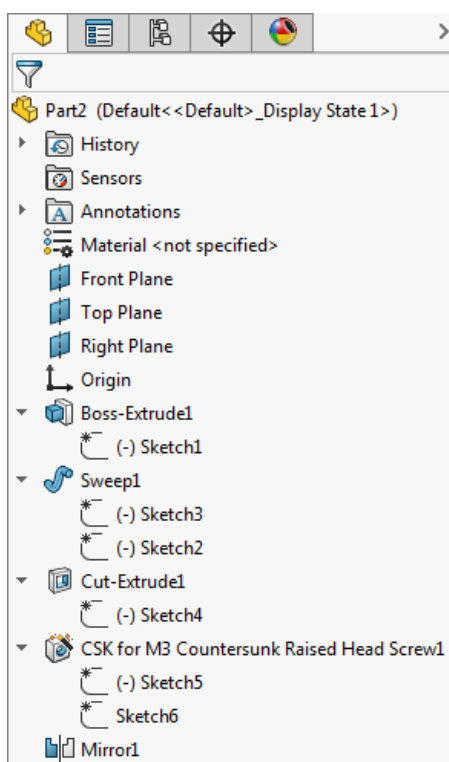 Part2 (Default<<Default>_Display State 1>)
History
Sensors
A Annotations
Material <not specified>
Front Plane
Top Plane
Right Plane
Origin
Boss-Extrude1
(-) Sketch1
Sweep1
(-) Sketch3
(-) Sketch2
Cut-Extrude1
(-) Sketch4
CSK for M3 Countersunk Raised Head Screw1
(-) Sketch5
Sketch6
Mirror1